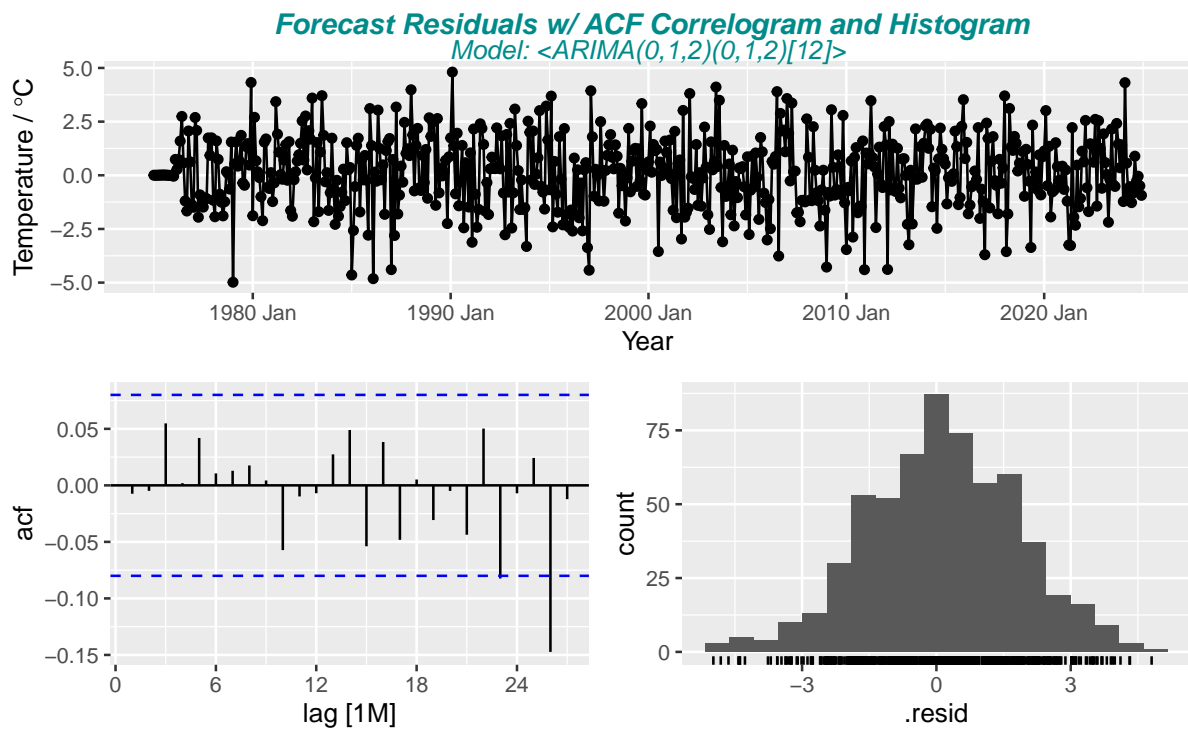 Forecast Residuals w/ ACF Correlogram and Histogram
Model: <ARIMA(0,1,2)(0,1,2)[12]>
Temperature / °C
5.0
2.5
0.0
−2.5
−5.0
1980 Jan
1990 Jan
2000 Jan
2010 Jan
2020 Jan
Year
acf
0.05
0.00
−0.05
−0.10
−0.15
0
6
12
18
24
lag [1M]
count
75
50
25
0
−3
0
3
.resid